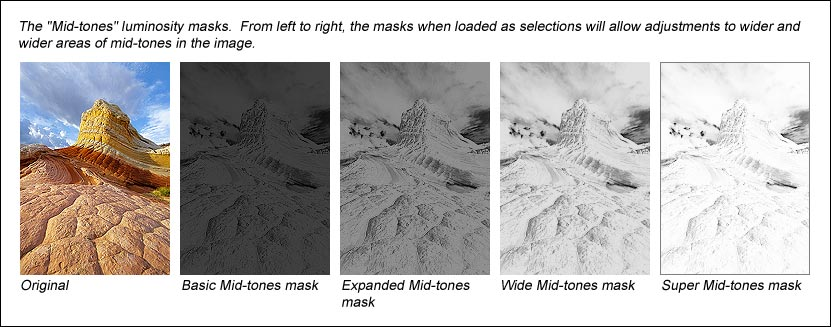 The "Mid-tones" luminosity masks.  From left to right, the masks when loaded as selections will allow adjustments to wider and
wider areas of mid-tones in the image.
Original
Basic Mid-tones mask
Expanded Mid-tones
mask
Wide Mid-tones mask
Super Mid-tones mask